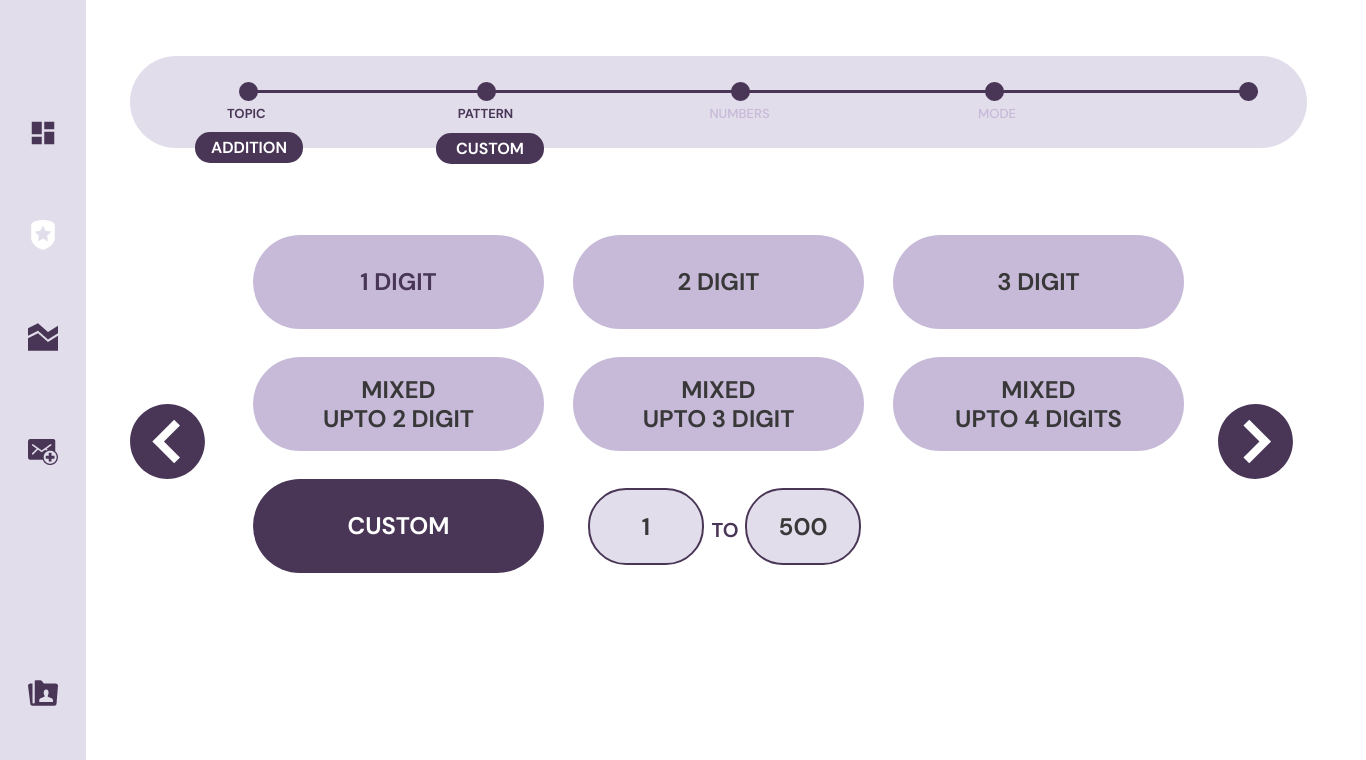 TOPIC
PATTERN
NUMBERS
MODE
ADDITION
CUSTOM
1 DIGIT
2 DIGIT
3 DIGIT
MIXED
UPTO 2 DIGIT
MIXED
UPTO 3 DIGIT
MIXED
UPTO 4 DIGITS
CUSTOM
1
TO
500